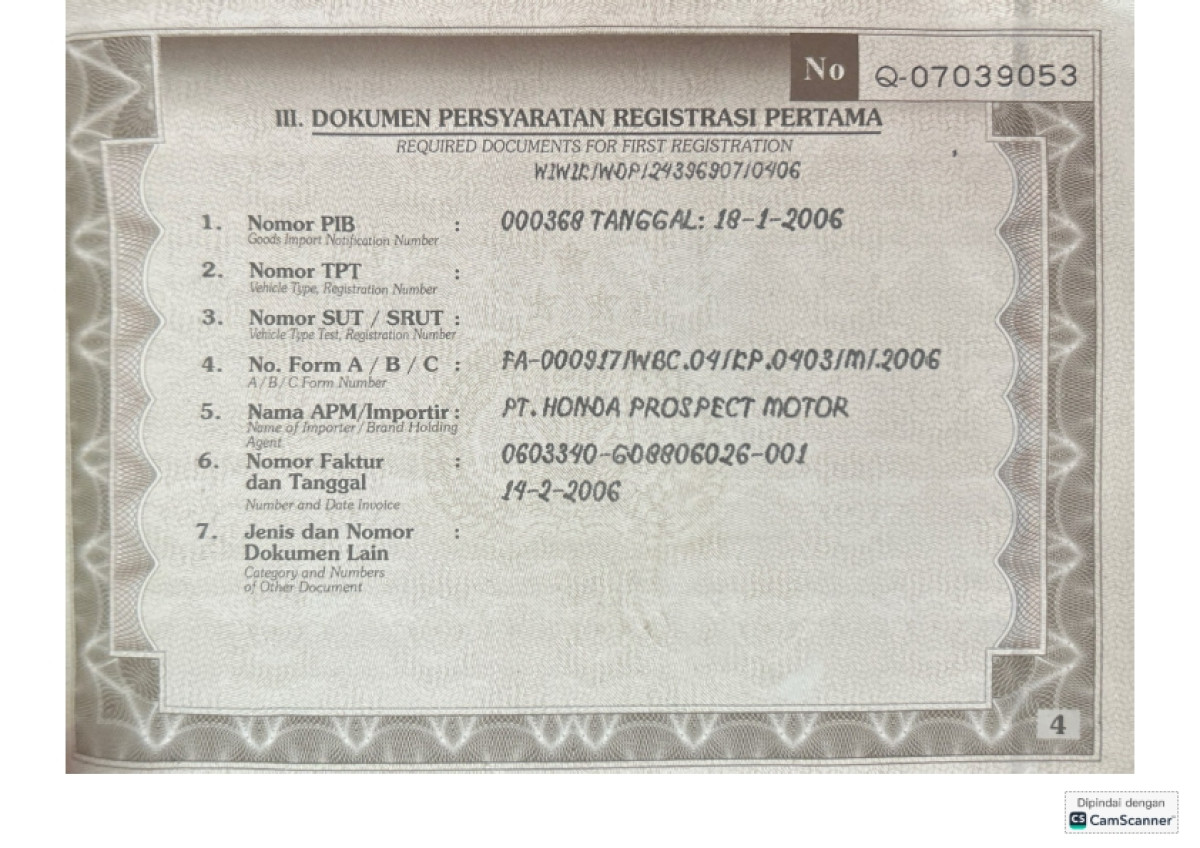 No Q-07039053
III. DOKUMEN PERSYARATAN REGISTRASI PERTAMA
REQUIRED DOCUMENTS FOR FIRST REGISTRATION
WIWIK/WDP/24396907/0406
1. Nomor PIB : 000368 TANGGAL: 18-1-2006
Goods Import Notification Number
2. Nomor TPT :
Vehicle Type, Registration Number
3. Nomor SUT / SRUT :
Vehicle Type Test, Registration Number
4. No. Form A / B / C : FA-000917/WBC.04/KP.0403/M/.2006
A / B / C Form Number
5. Nama APM/Importir : PT. HONDA PROSPECT MOTOR
Name of Importer / Brand Holding
Agent
6. Nomor Faktur : 0603340-GD8806026-001
dan Tanggal 14-2-2006
Number and Date Invoice
7. Jenis dan Nomor :
Dokumen Lain
Category and Numbers
of Other Document
4
Dipindai dengan
CS CamScanner